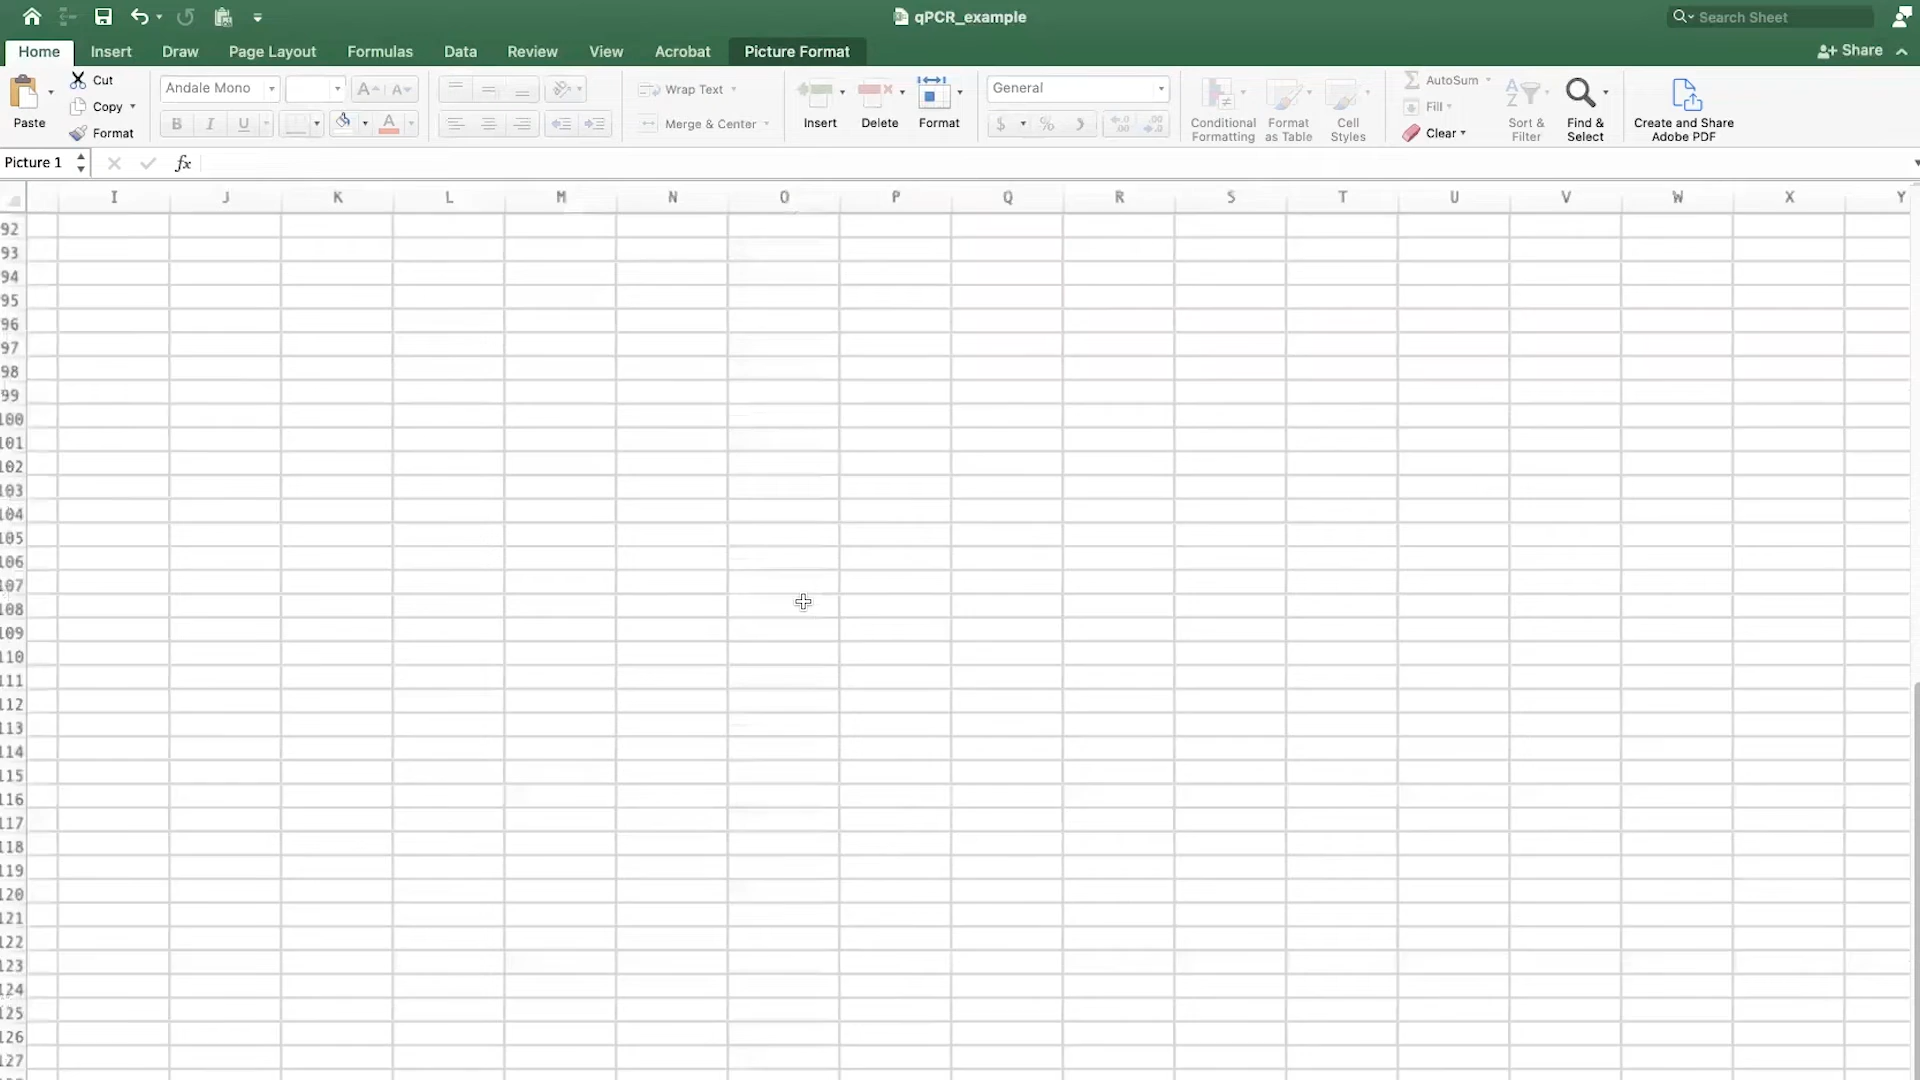 qPCR_example
Search Sheet
Home Insert Draw Page Layout Formulas Data Review View Acrobat Picture Format Share
Paste Cut Copy Format
Andale Mono A A B I U A
Wrap Text Merge & Center
Insert Delete Format
General $ %
Conditional Formatting Format as Table Cell Styles
AutoSum Fill Clear
Sort & Filter Find & Select
Create and Share Adobe PDF
Picture 1 fx
I J K L M N O P Q R S T U V W X Y
92
93
94
95
96
97
98
99
100
101
102
103
104
105
106
107
108
109
110
111
112
113
114
115
116
117
118
119
120
121
122
123
124
125
126
127